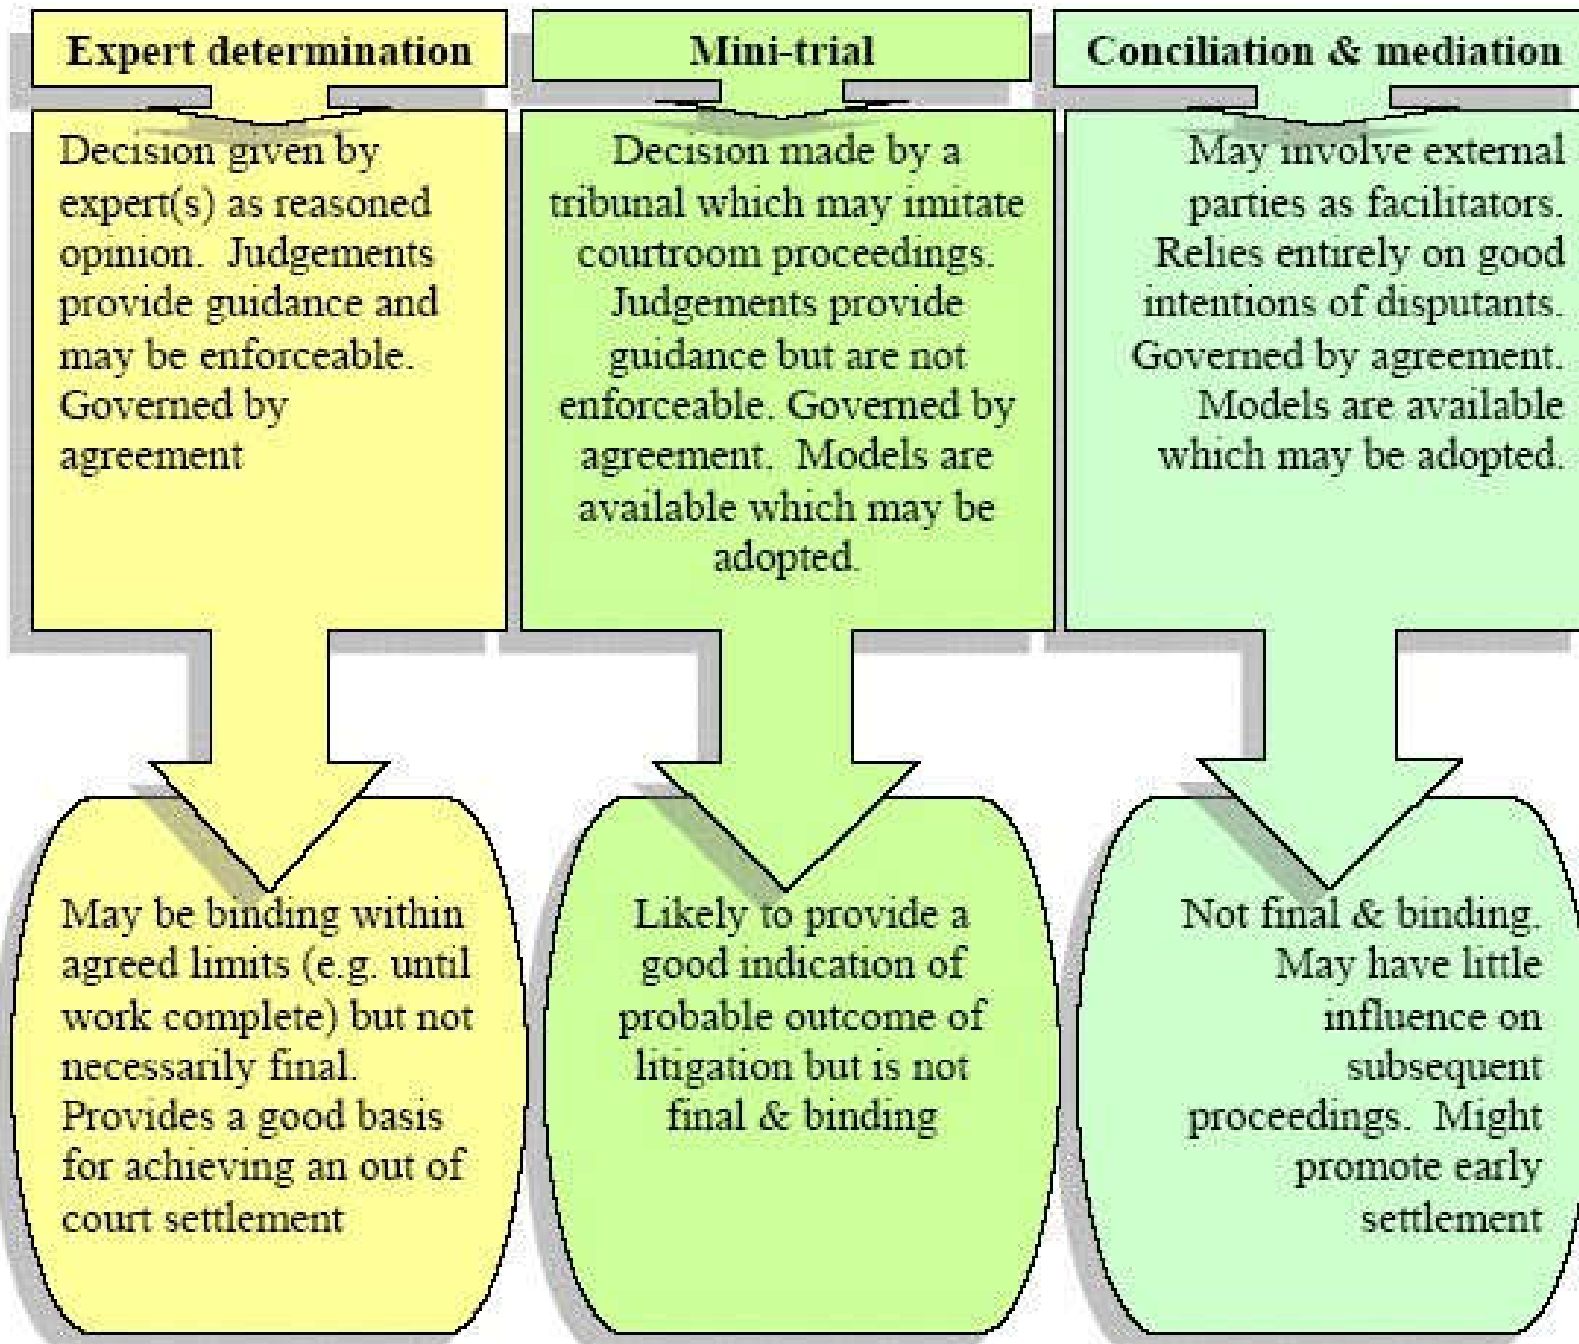 Expert determination
Decision given by
expert(s) as reasoned
opinion.  Judgements
provide guidance and
may be enforceable.
Governed by
agreement
May be binding within
agreed limits (e.g. until
work complete) but not
necessarily final.
Provides a good basis
for achieving an out of
court settlement
Mini-trial
Decision made by a
tribunal which may imitate
courtroom proceedings.
Judgements provide
guidance but are not
enforceable. Governed by
agreement.  Models are
available which may be
adopted.
Likely to provide a
good indication of
probable outcome of
litigation but is not
final & binding
Conciliation & mediation
May involve external
parties as facilitators.
Relies entirely on good
intentions of disputants.
Governed by agreement.
Models are available
which may be adopted.
Not final & binding.
May have little
influence on
subsequent
proceedings.  Might
promote early
settlement